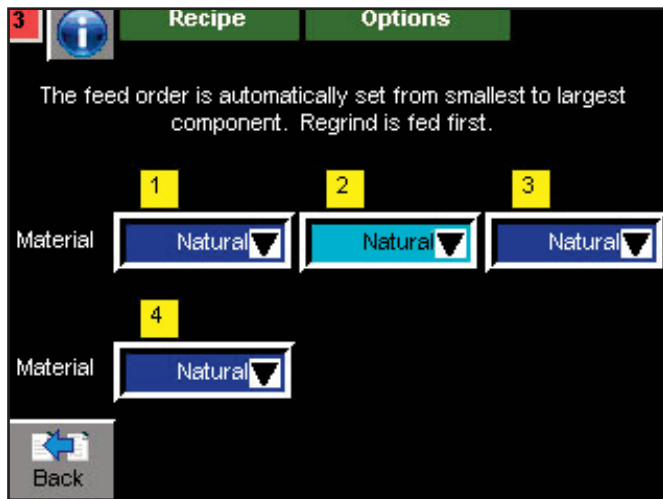 3 i Recipe Options
The feed order is automatically set from smallest to largest
component. Regrind is fed first.
1 2 3
Material Natural Natural Natural
4
Material Natural
Back